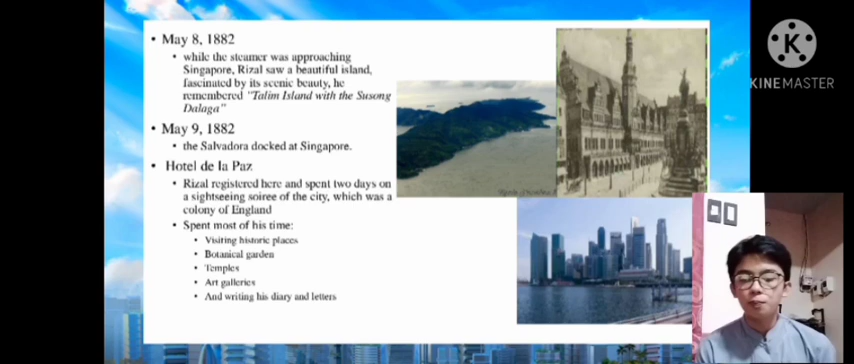 May 8, 1882
while the steamer was approaching
Singapore, Rizal saw a beautiful island,
fascinated by its scenic beauty, he
remembered "Talim Island with the Susong
Dalaga"
May 9, 1882
the Salvadora docked at Singapore.
Hotel de la Paz
Rizal registered here and spent two days on
a sightseeing soiree of the city, which was a
colony of England
Spent most of his time:
Visiting historic places
Botanical garden
Temples
Art galleries
And writing his diary and letters
K
KINEMASTER